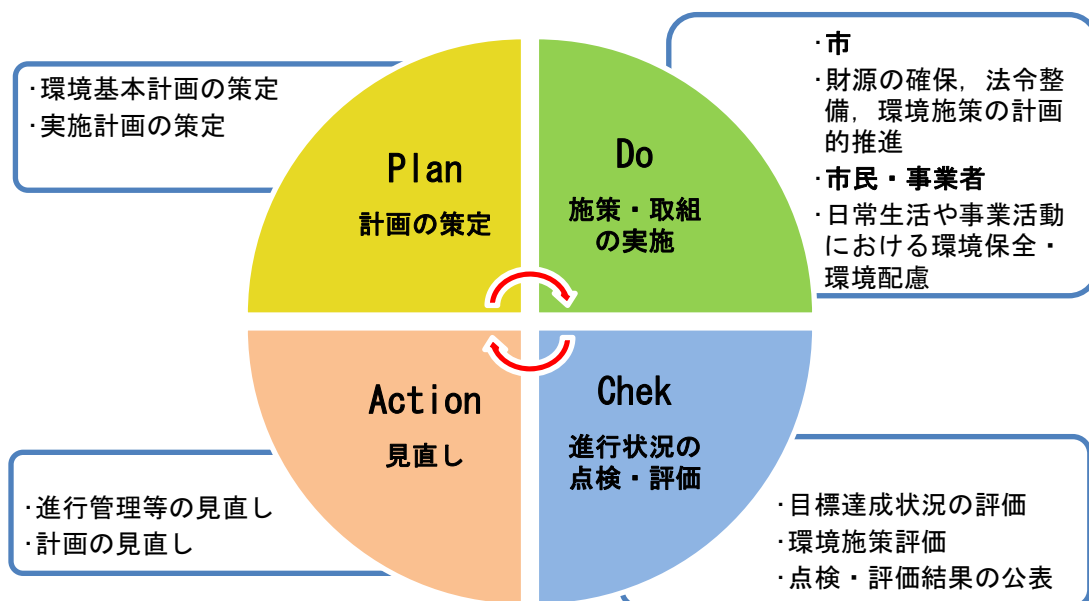 ・環境基本計画の策定
・実施計画の策定
Plan
計画の策定
Do
施策・取組
の実施
・市
・財源の確保，法令整
備，環境施策の計画
的推進
・市民・事業者
・日常生活や事業活動
における環境保全・
環境配慮
Action
見直し
・進行管理等の見直し
・計画の見直し
Chek
進行状況の
点検・評価
・目標達成状況の評価
・環境施策評価
・点検・評価結果の公表